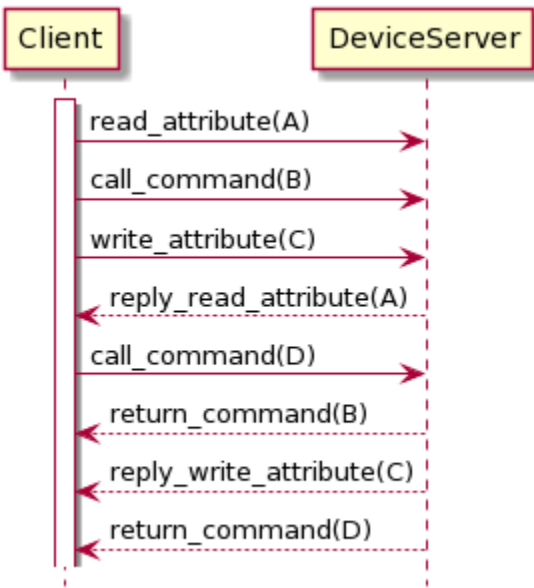 Client
DeviceServer
read_attribute(A)
call_command(B)
write_attribute(C)
reply_read_attribute(A)
call_command(D)
return_command(B)
reply_write_attribute(C)
return_command(D)